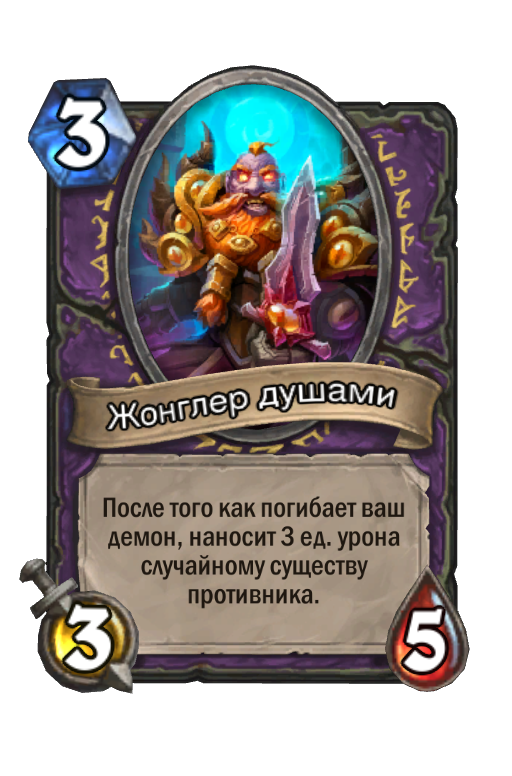 3
Жонглер душами
После того как погибает ваш
демон, наносит 3 ед. урона
случайному существу
противника.
3
5